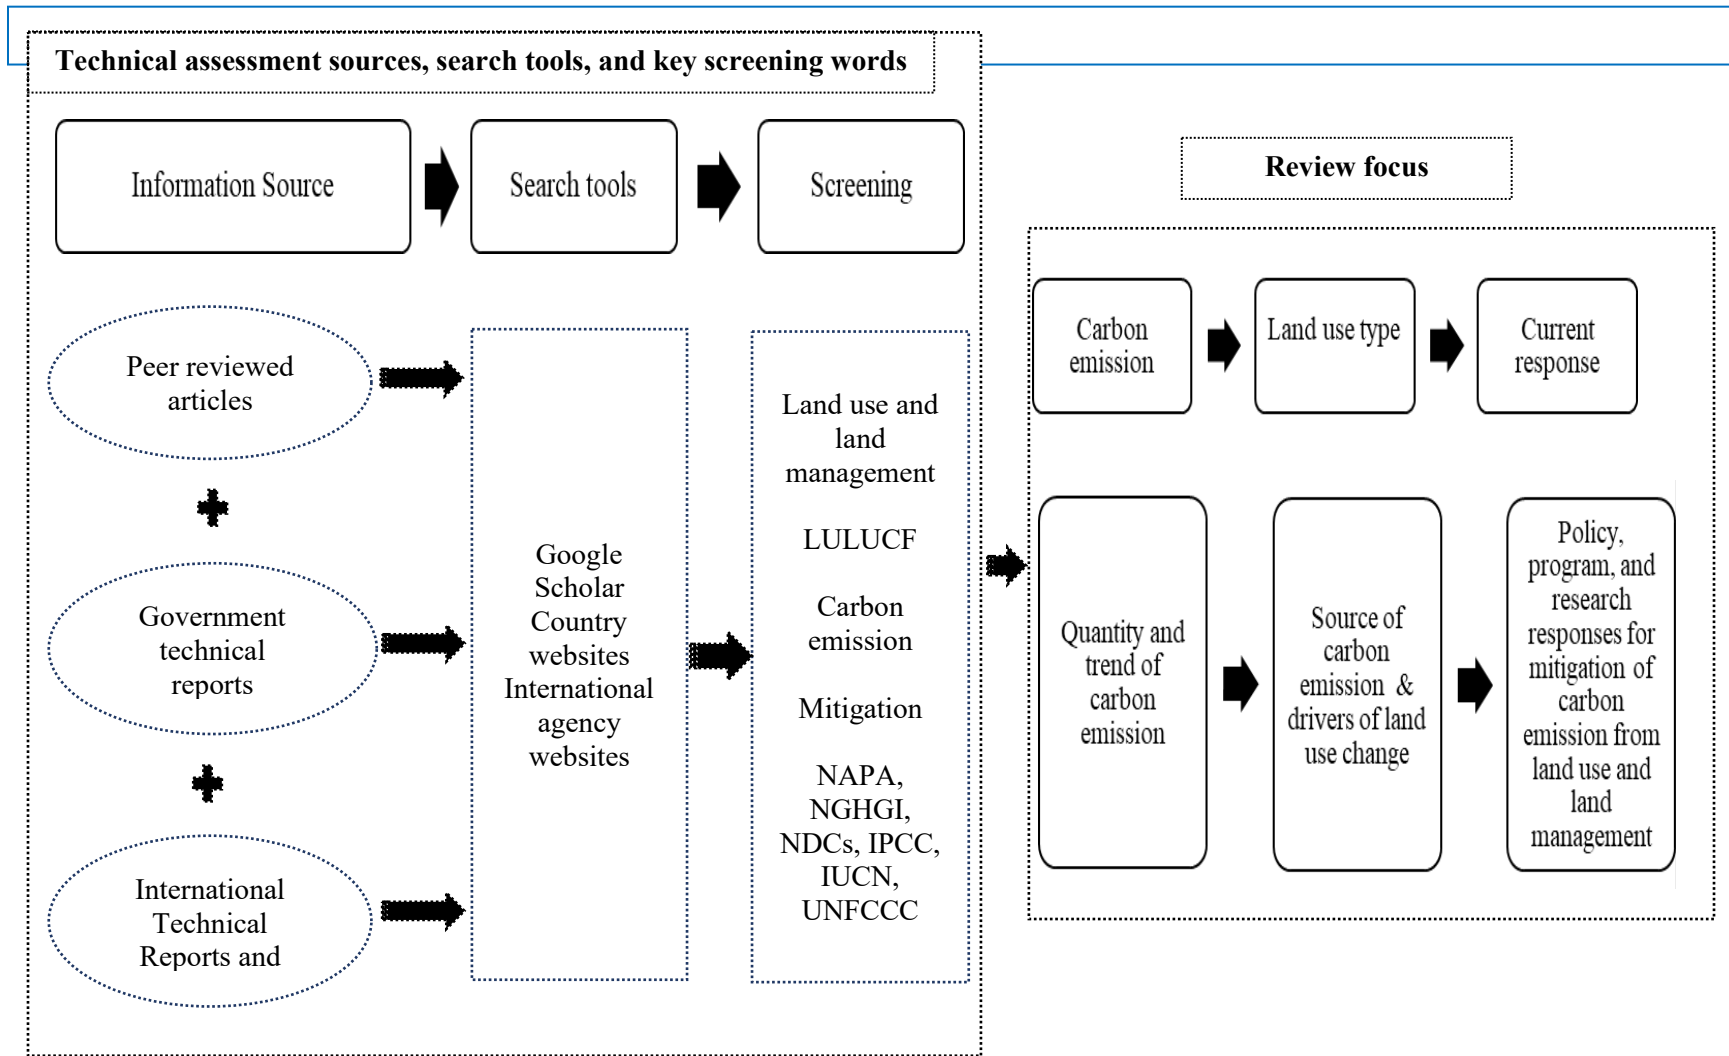 Technical assessment sources, search tools, and key screening words
Information Source
Search tools
Screening
Peer reviewed
articles
Government
technical
reports
International
Technical
Reports and
Google
Scholar
Country
websites
International
agency
websites
Land use and
land
management
LULUCF
Carbon
emission
Mitigation
NAPA,
NGHGI,
NDCs, IPCC,
IUCN,
UNFCCC
Review focus
Carbon
emission
Land use type
Current
response
Quantity and
trend of
carbon
emission
Source of
carbon
emission &
drivers of land
use change
Policy,
program, and
research
responses for
mitigation of
carbon
emission from
land use and
land
management